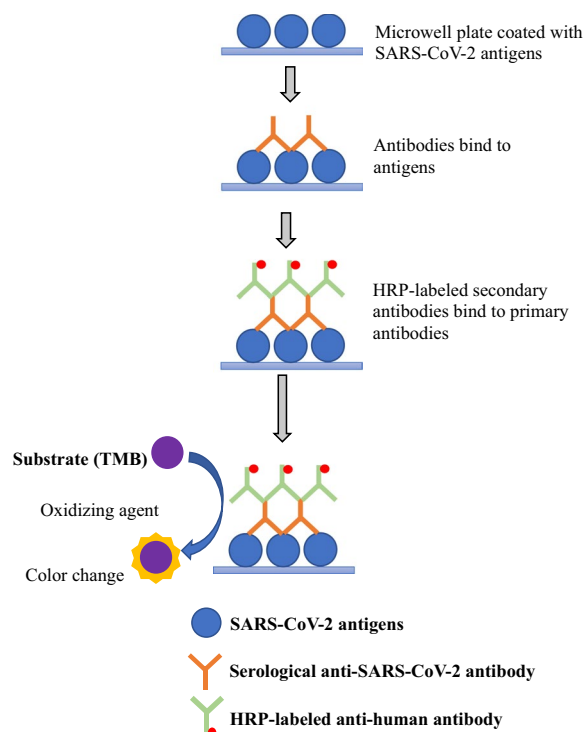 Microwell plate coated with
SARS-CoV-2 antigens
Antibodies bind to
antigens
HRP-labeled secondary
antibodies bind to primary
antibodies
Substrate (TMB)
Oxidizing agent
Color change
SARS-CoV-2 antigens
Serological anti-SARS-CoV-2 antibody
HRP-labeled anti-human antibody